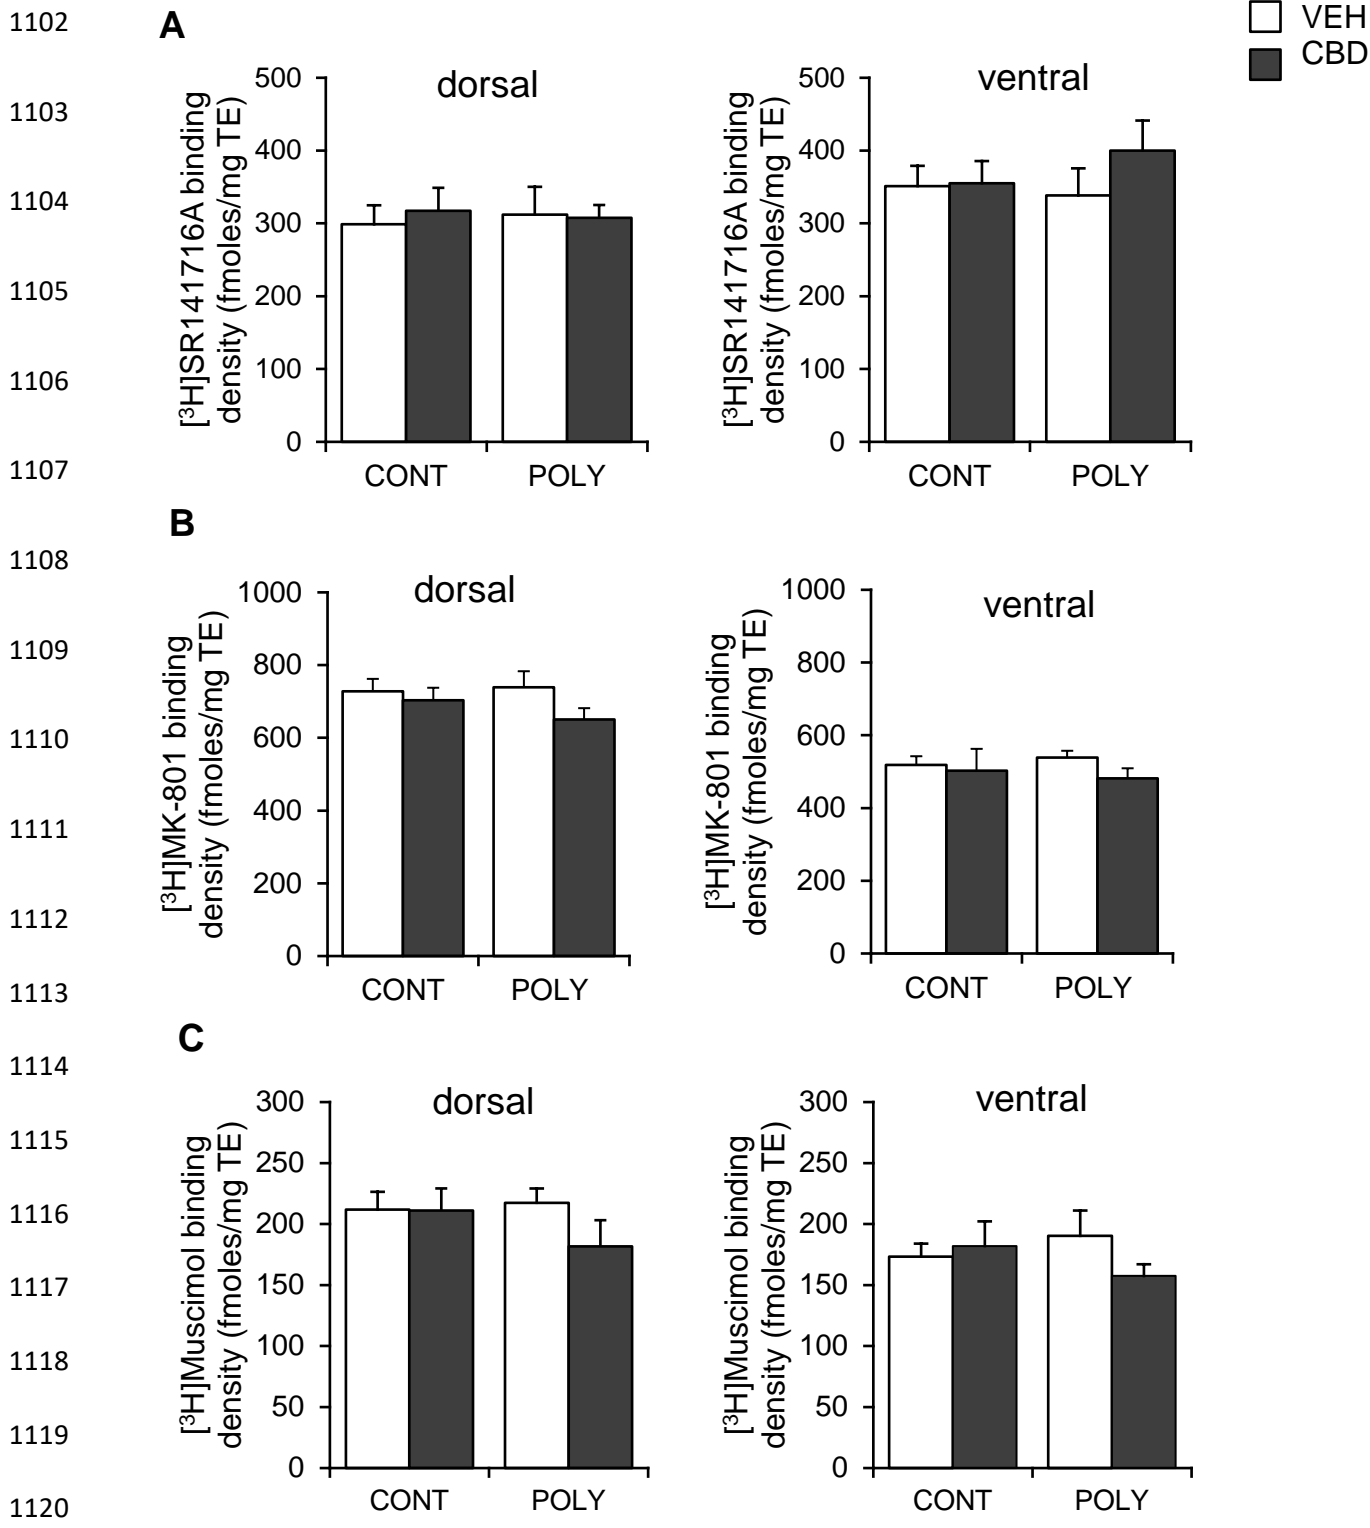 1102
A
VEH
CBD
dorsal
ventral
500
400
300
200
100
0
[³H]SR141716A binding
density (fmoles/mg TE)
CONT
POLY
500
400
300
200
100
0
[³H]SR141716A binding
density (fmoles/mg TE)
CONT
POLY
1103
1104
1105
1106
1107
B
1108
dorsal
ventral
1000
800
600
400
200
0
[³H]MK-801 binding
density (fmoles/mg TE)
CONT
POLY
1000
800
600
400
200
0
[³H]MK-801 binding
density (fmoles/mg TE)
CONT
POLY
1109
1110
1111
1112
1113
C
1114
dorsal
ventral
300
250
200
150
100
50
0
[³H]Muscimol binding
density (fmoles/mg TE)
CONT
POLY
300
250
200
150
100
50
0
[³H]Muscimol binding
density (fmoles/mg TE)
CONT
POLY
1115
1116
1117
1118
1119
1120